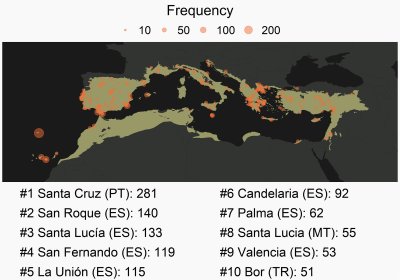 Frequency
10 50 100 200
#1 Santa Cruz (PT): 281
#2 San Roque (ES): 140
#3 Santa Lucía (ES): 133
#4 San Fernando (ES): 119
#5 La Unión (ES): 115
#6 Candelaria (ES): 92
#7 Palma (ES): 62
#8 Santa Lucia (MT): 55
#9 Valencia (ES): 53
#10 Bor (TR): 51